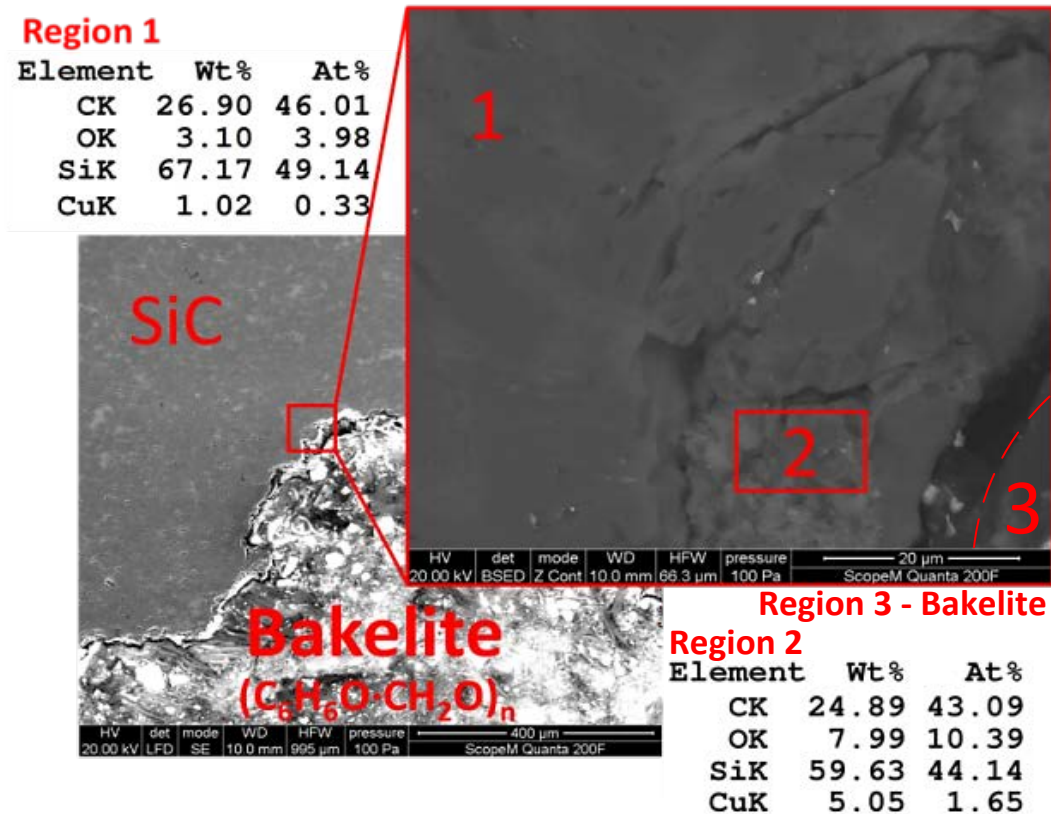 Region 1
Element Wt% At%
CK 26.90 46.01
OK 3.10 3.98
SiK 67.17 49.14
CuK 1.02 0.33
1
2
3
SiC
HV det mode WD HFW pressure 20 µm
20.00 kV BSED Z Cont 10.0 mm 66.3 µm 100 Pa ScopeM Quanta 200F
Bakelite
(C₆H₆O·CH₂O)ₙ
HV det mode WD HFW pressure 400 µm
20.00 kV LFD SE 10.0 mm 995 µm 100 Pa ScopeM Quanta 200F
Region 3 - Bakelite
Region 2
Element Wt% At%
CK 24.89 43.09
OK 7.99 10.39
SiK 59.63 44.14
CuK 5.05 1.65